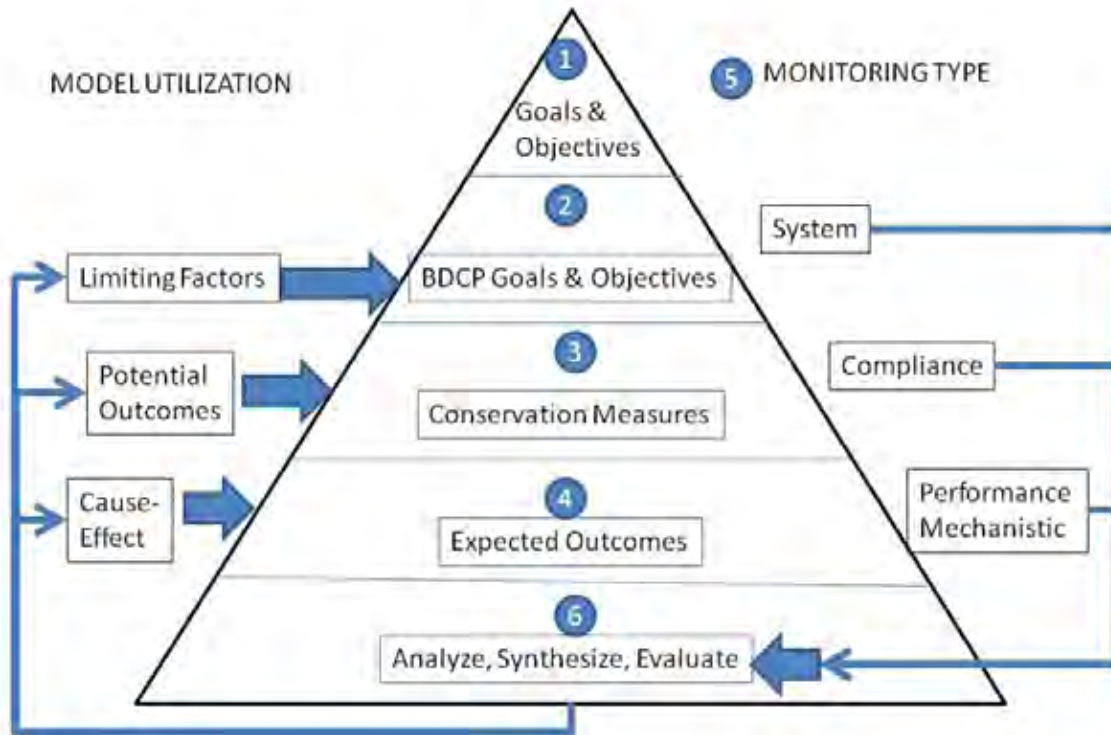 1
MODEL UTILIZATION
5 MONITORING TYPE
Goals &
Objectives
2
System
Limiting Factors
BDCP Goals & Objectives
3
Potential
Outcomes
Compliance
Conservation Measures
4
Cause-
Effect
Performance
Mechanistic
Expected Outcomes
6
Analyze, Synthesize, Evaluate